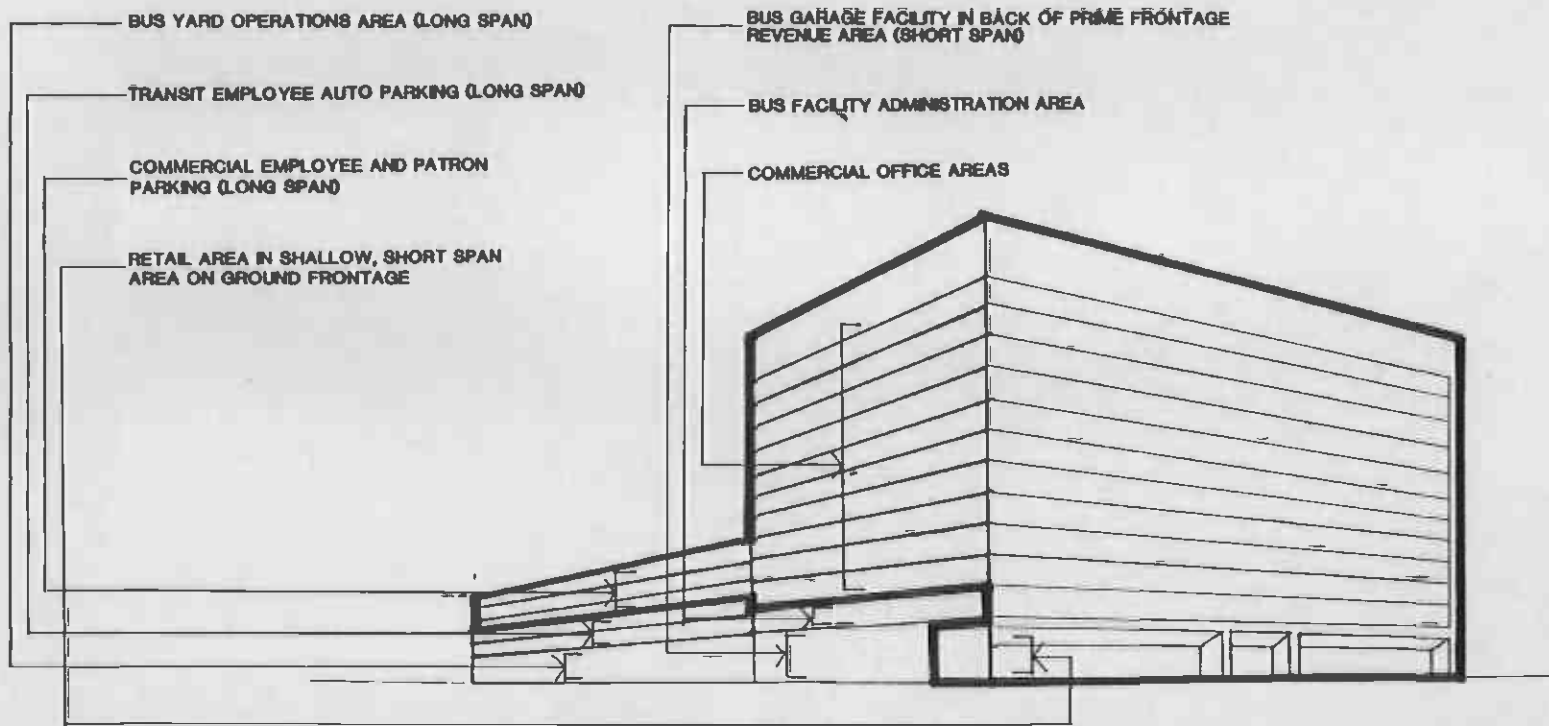 BUS YARD OPERATIONS AREA (LONG SPAN)
TRANSIT EMPLOYEE AUTO PARKING (LONG SPAN)
COMMERCIAL EMPLOYEE AND PATRON
PARKING (LONG SPAN)
RETAIL AREA IN SHALLOW, SHORT SPAN
AREA ON GROUND FRONTAGE
BUS GARAGE FACILITY IN BACK OF PRIME FRONTAGE
REVENUE AREA (SHORT SPAN)
BUS FACILITY ADMINISTRATION AREA
COMMERCIAL OFFICE AREAS